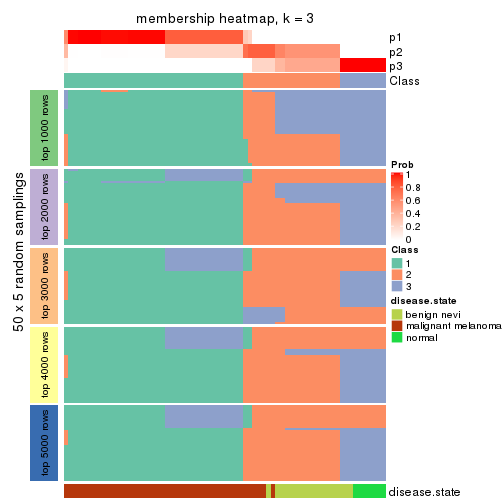 membership heatmap, k = 3
p1
p2
p3
Class
50 x 5 random samplings
top 1000 rows
top 2000 rows
top 3000 rows
top 4000 rows
top 5000 rows
Prob
1
0.8
0.6
0.4
0.2
0
Class
1
2
3
disease.state
benign nevi
malignant melanoma
normal
disease.state